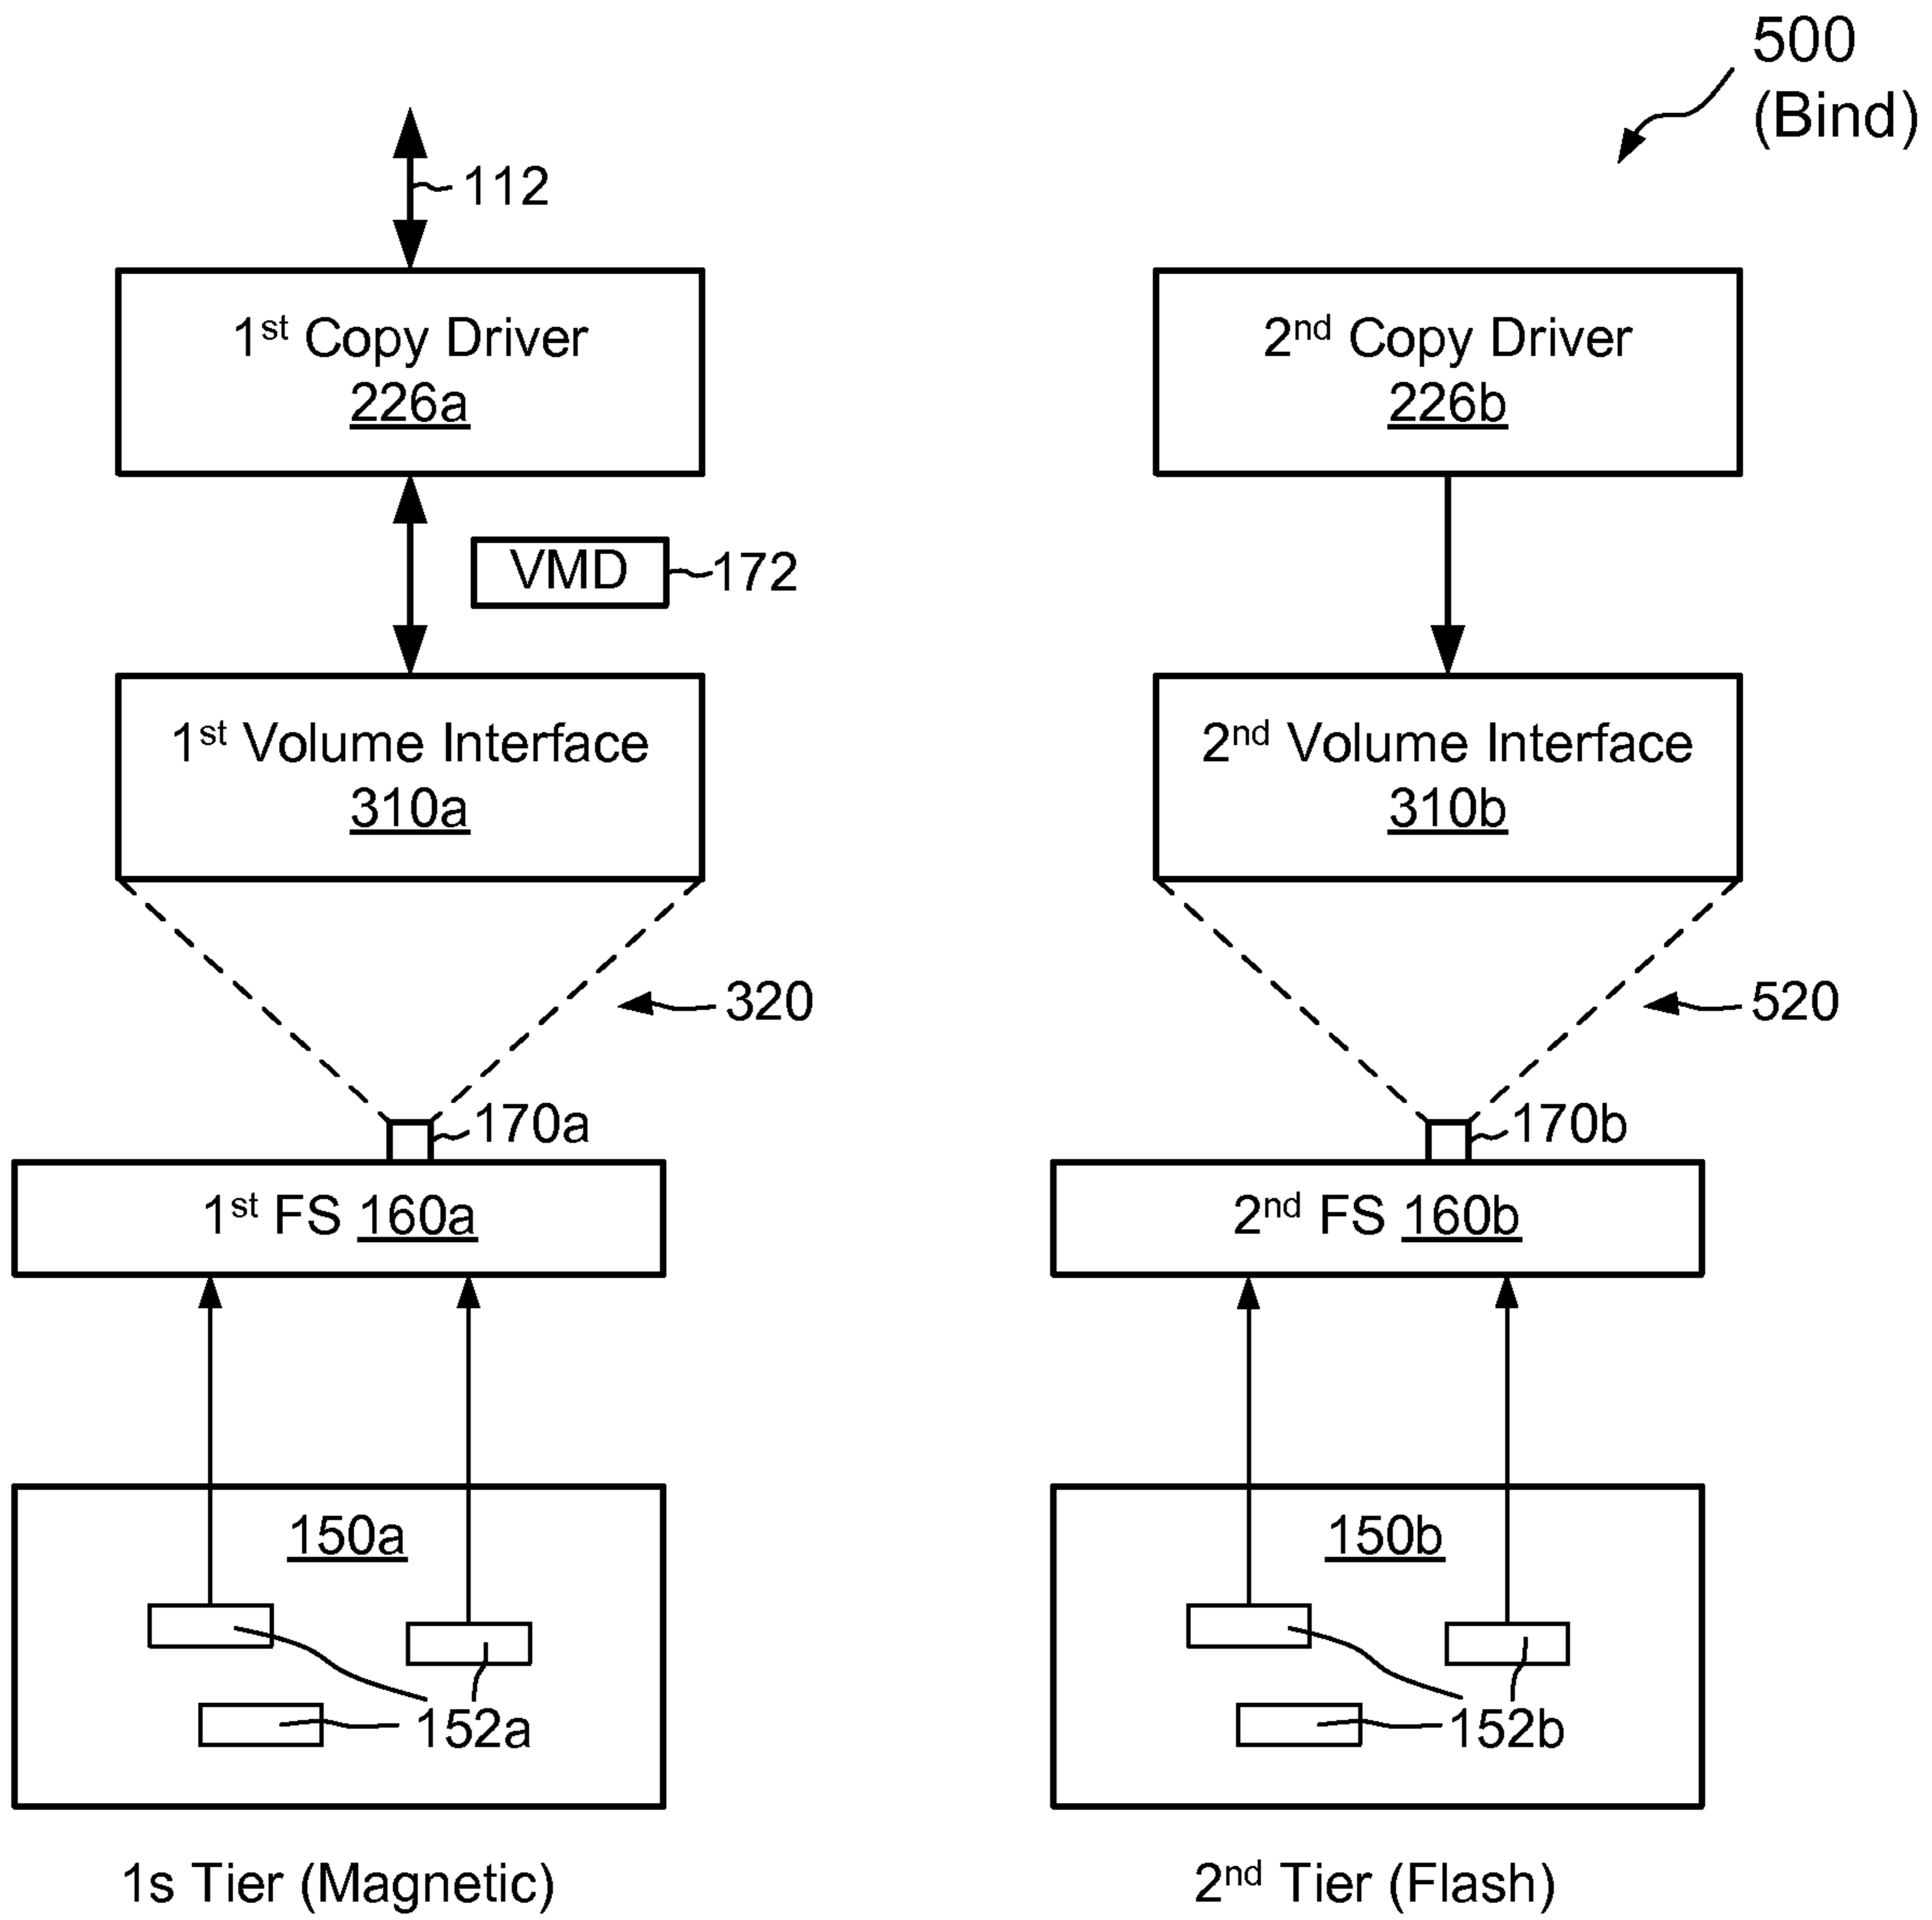 500
(Bind)
112
1st Copy Driver
226a
2nd Copy Driver
226b
VMD
172
1st Volume Interface
310a
2nd Volume Interface
310b
320
520
170a
170b
1st FS 160a
2nd FS 160b
150a
150b
152a
152b
1s Tier (Magnetic)
2nd Tier (Flash)